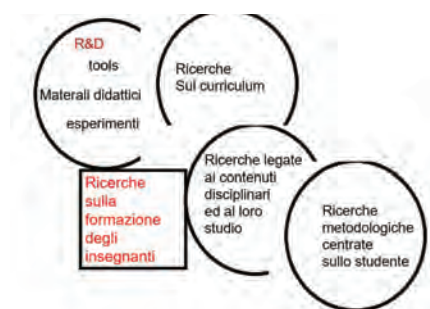 R&D
tools
Materali didattici
esperimenti
Ricerche
Sul curriculum
Ricerche legate
ai contenuti
disciplinari
ed al loro
studio
Ricerche
sulla
formazione
degli
insegnanti
Ricerche
metodologiche
centrate
sullo studente